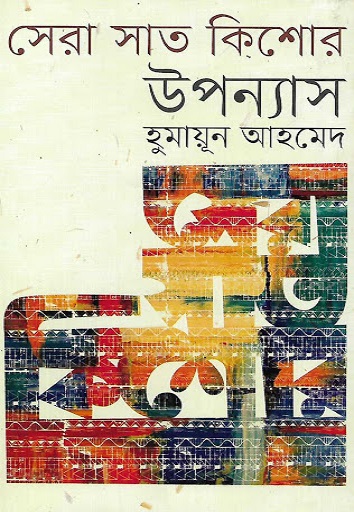 সেরা সাত কিশোর
উপন্যাস
হুমায়ূন আহমেদ
সেরা
সাত
কিশোর